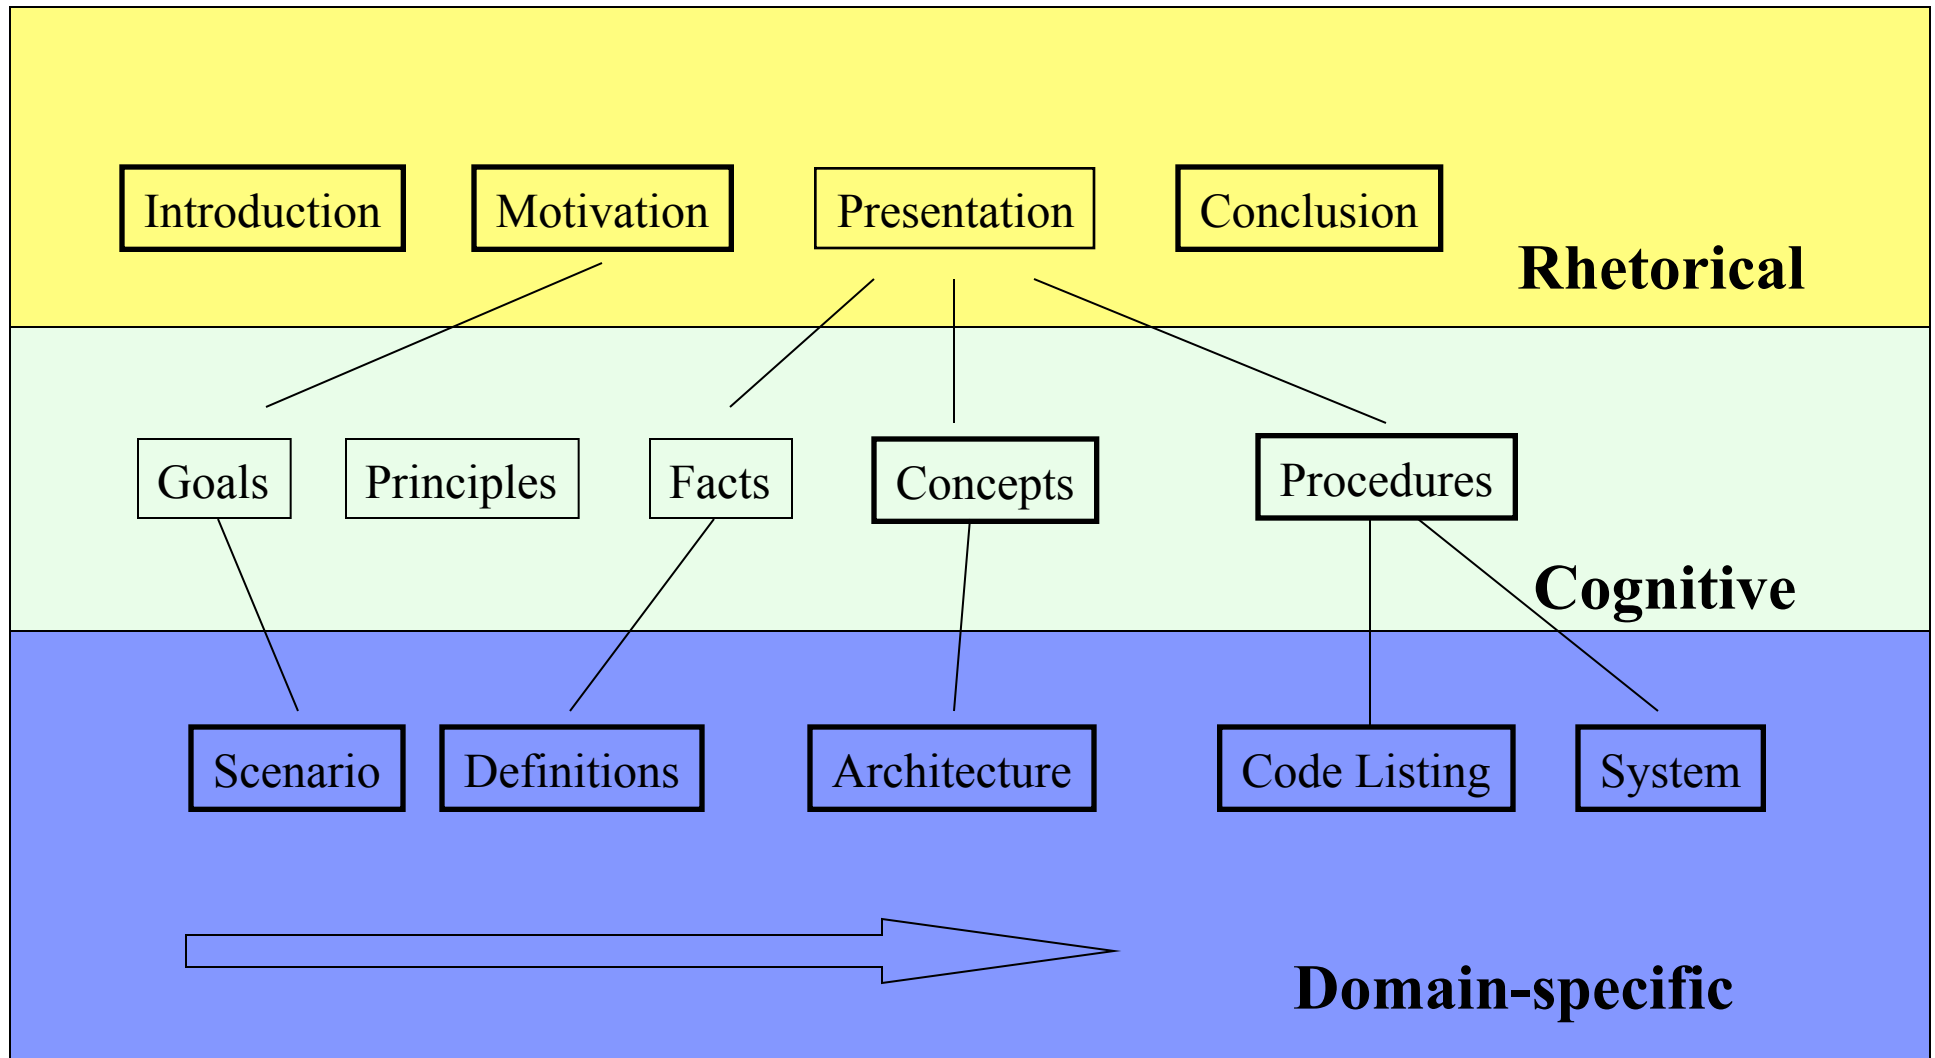 Introduction
Motivation
Presentation
Conclusion
Rhetorical
Goals
Principles
Facts
Concepts
Procedures
Cognitive
Scenario
Definitions
Architecture
Code Listing
System
Domain-specific